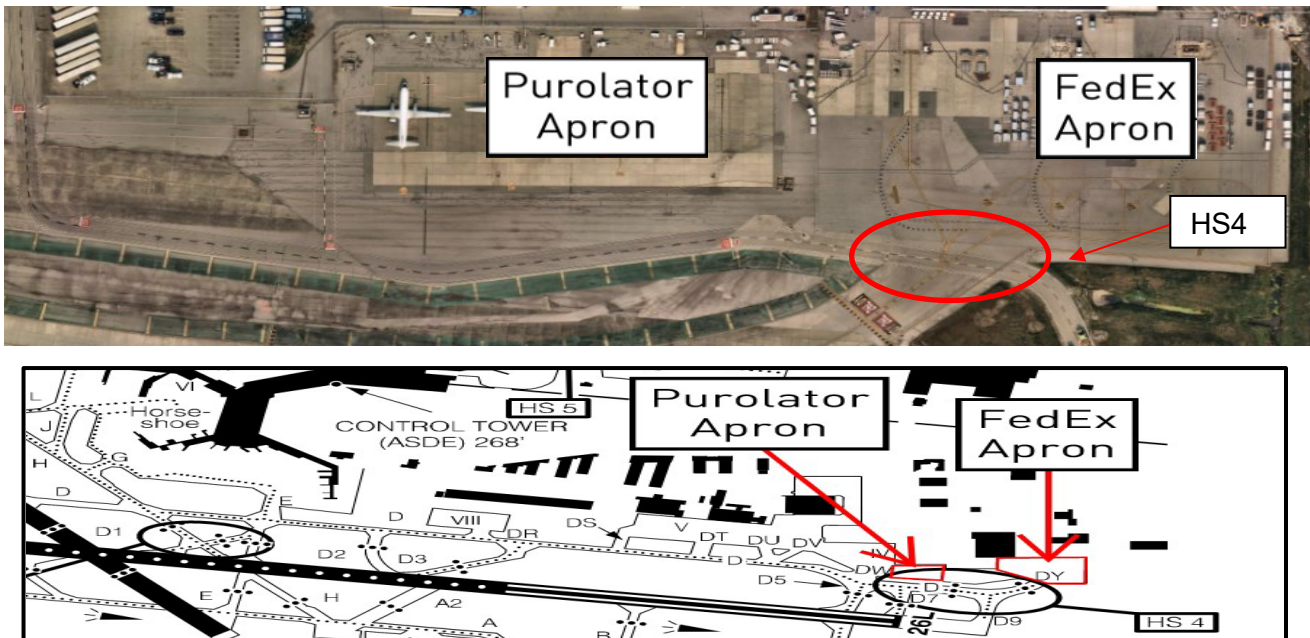 Purolator
Apron
FedEx
Apron
HS4
VI
L
J
Horse-
shoe
HS 5
CONTROL TOWER
(ASDE) 268'
Purolator
Apron
FedEx
Apron
H
G
D
E
D
VIII
DR
DS
V
DT
DU
DV
IV
D1
D2
D3
D
D5
DW
D
DY
D7
D9
E
H
A2
A
B
26L
HS 4